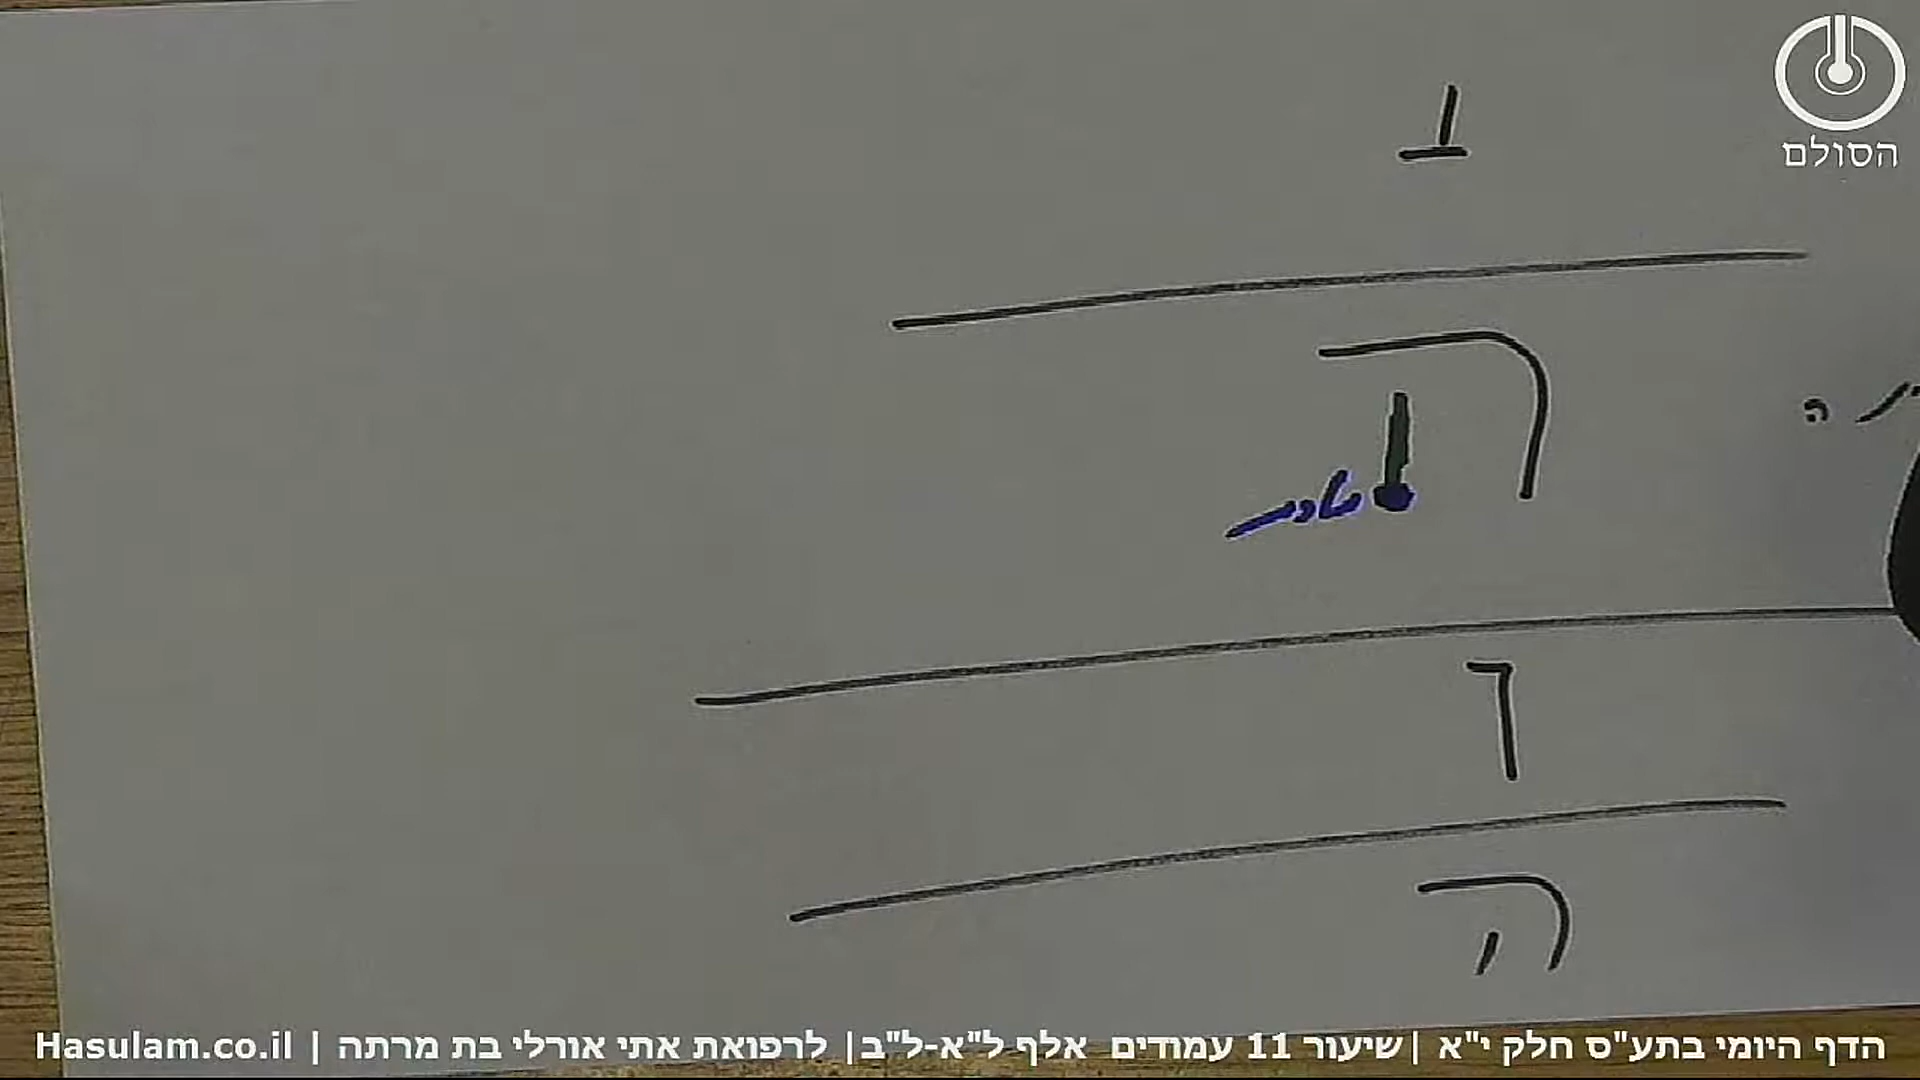 הסולם
ה
ו
ה
הדף היומי בתע"ס חלק י"א |שיעור 11 עמודים אלף ל"א-ל"ב| לרפואת אתי אורלי בת מרתה | Hasulam.co.il